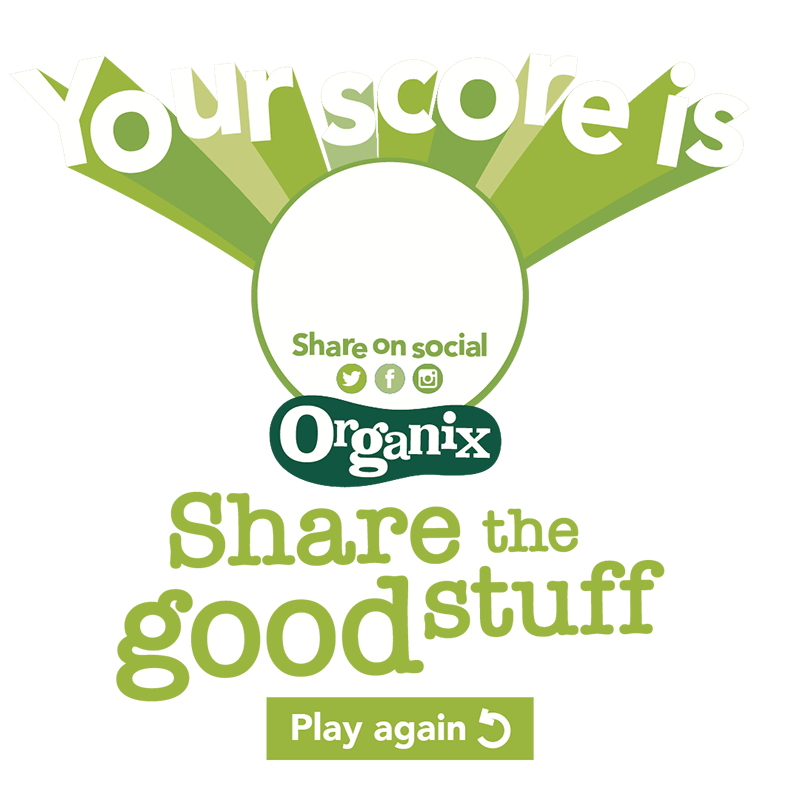 Your score is
Share on social
Organix
Share the
good stuff
Play again